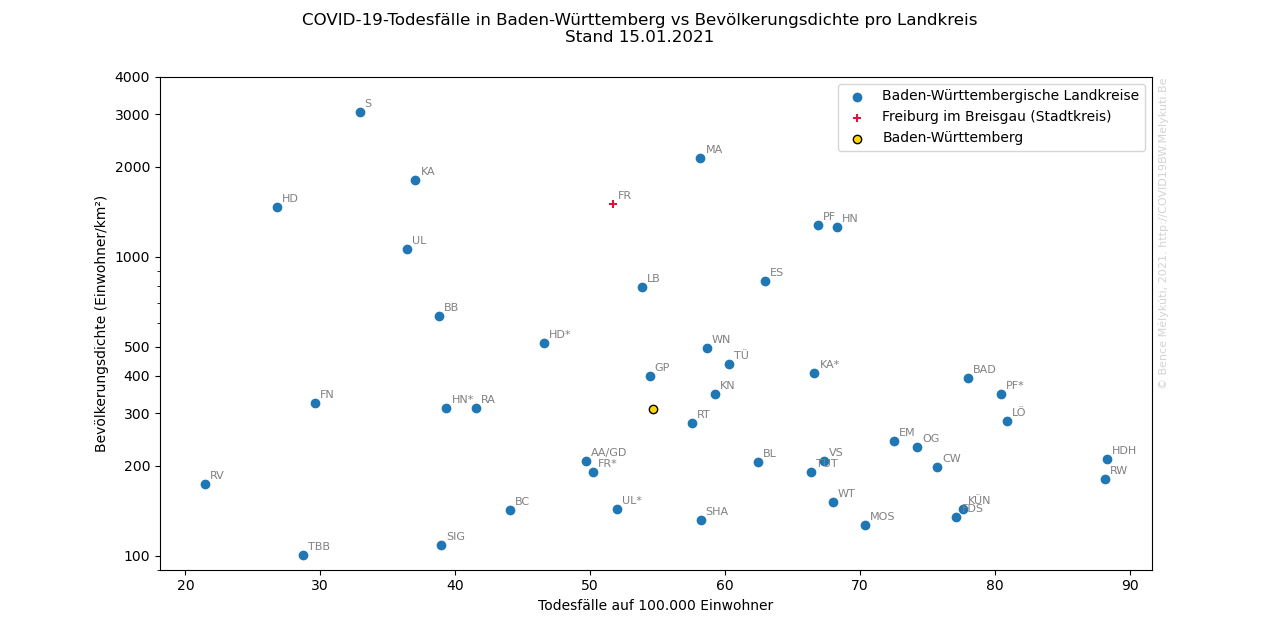 COVID-19-Todesfälle in Baden-Württemberg vs Bevölkerungsdichte pro Landkreis
Stand 15.01.2021
4000
3000
2000
1000
500
400
300
200
100
Bevölkerungsdichte (Einwohner/km²)
20 30 40 50 60 70 80 90
Todesfälle auf 100.000 Einwohner
Baden-Württembergische Landkreise
Freiburg im Breisgau (Stadtkreis)
Baden-Württemberg
© Bence Mélykúti, 2021. http://COVID19BW.Melykuti.Be
S
MA
KA
HD
FR
PF
HN
UL
ES
LB
BB
HD*
WN
TÜ
GP
KA*
BAD
KN
PF*
FN
HN*
RA
RT
LÖ
EM
OG
AA/GD
FR*
BL
VS
TUT
CW
HDH
RW
RV
WT
BC
UL*
SHA
MOS
KÜN
FDS
SIG
TBB